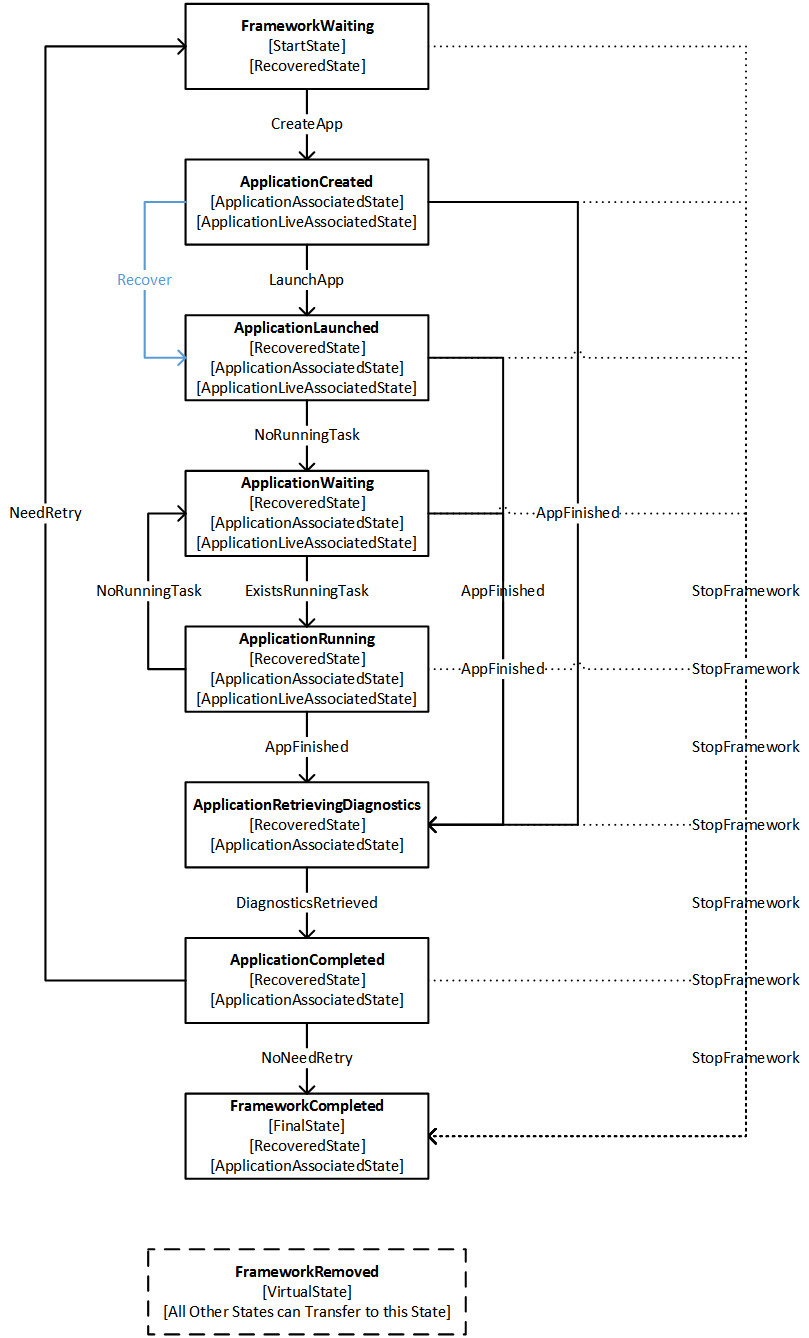 FrameworkWaiting
[StartState]
[RecoveredState]
CreateApp
ApplicationCreated
[ApplicationAssociatedState]
[ApplicationLiveAssociatedState]
Recover
LaunchApp
ApplicationLaunched
[RecoveredState]
[ApplicationAssociatedState]
[ApplicationLiveAssociatedState]
NoRunningTask
ApplicationWaiting
[RecoveredState]
[ApplicationAssociatedState]
[ApplicationLiveAssociatedState]
NeedRetry
AppFinished
NoRunningTask
ExistsRunningTask
AppFinished
StopFramework
ApplicationRunning
[RecoveredState]
[ApplicationAssociatedState]
[ApplicationLiveAssociatedState]
AppFinished
StopFramework
AppFinished
StopFramework
ApplicationRetrievingDiagnostics
[RecoveredState]
[ApplicationAssociatedState]
StopFramework
DiagnosticsRetrieved
StopFramework
ApplicationCompleted
[RecoveredState]
[ApplicationAssociatedState]
StopFramework
NoNeedRetry
StopFramework
FrameworkCompleted
[FinalState]
[RecoveredState]
[ApplicationAssociatedState]
FrameworkRemoved
[VirtualState]
[All Other States can Transfer to this State]